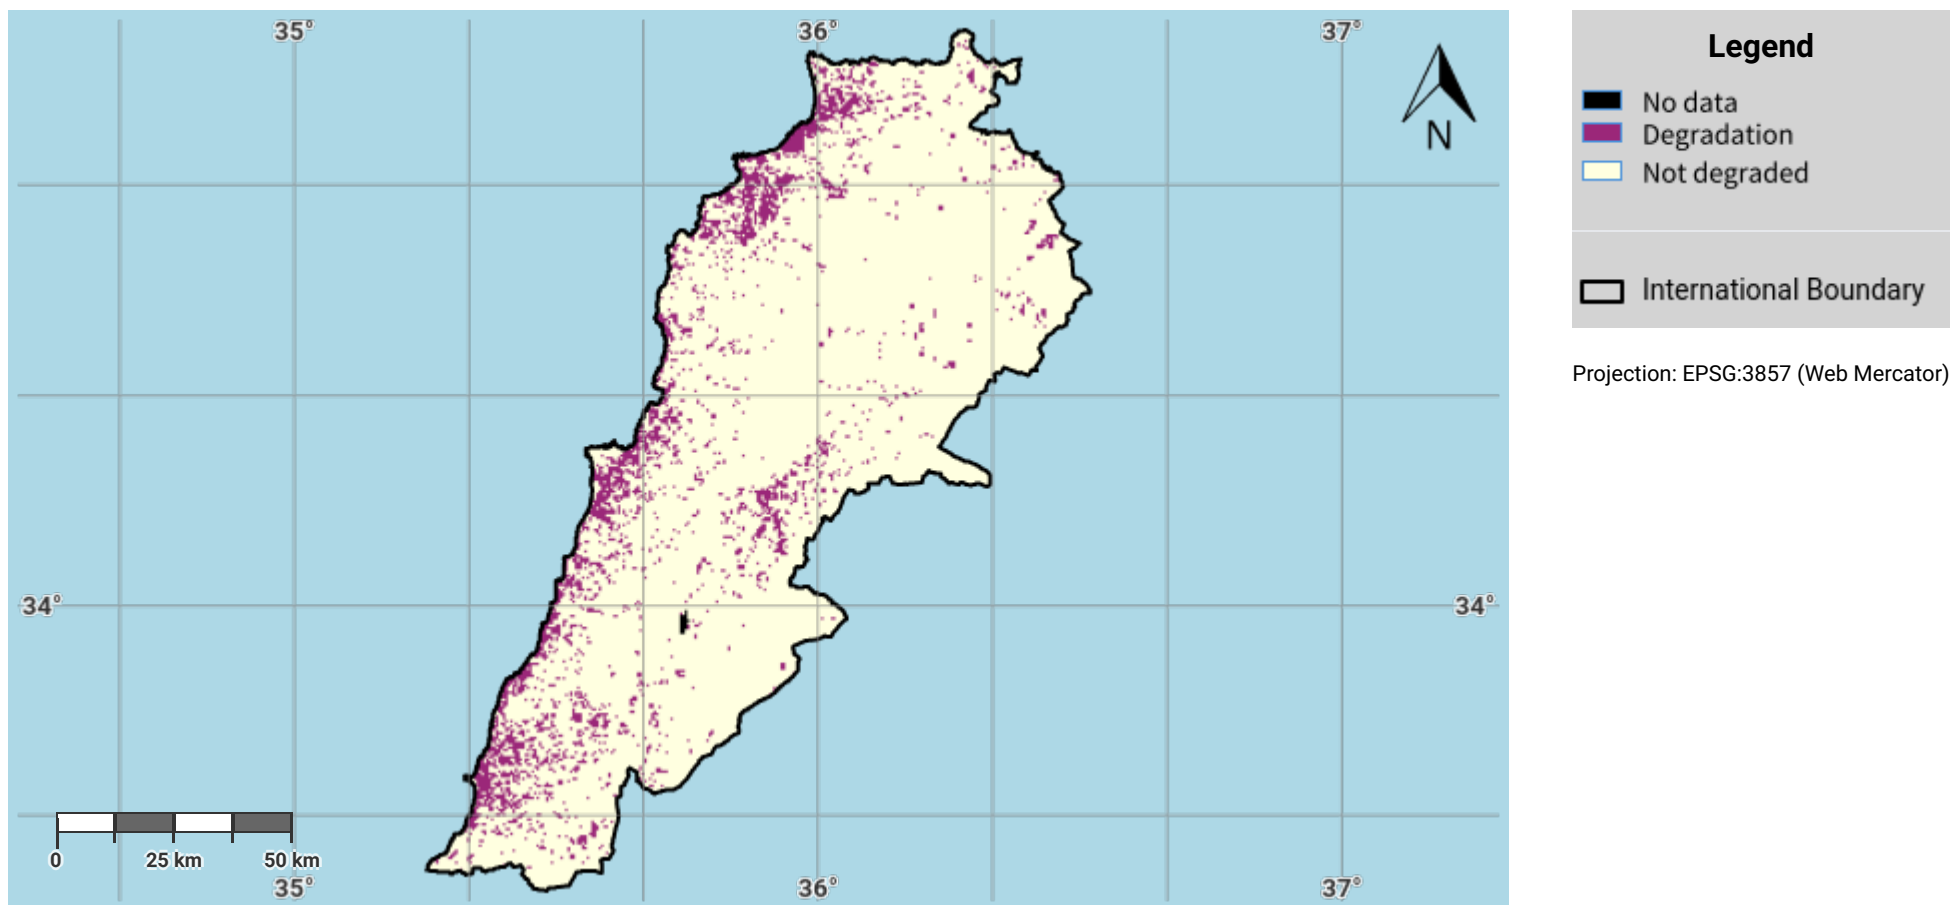 35° 36° 37°
N
34° 34°
0 25 km 50 km
35° 36° 37°
Legend
No data
Degradation
Not degraded
International Boundary
Projection: EPSG:3857 (Web Mercator)